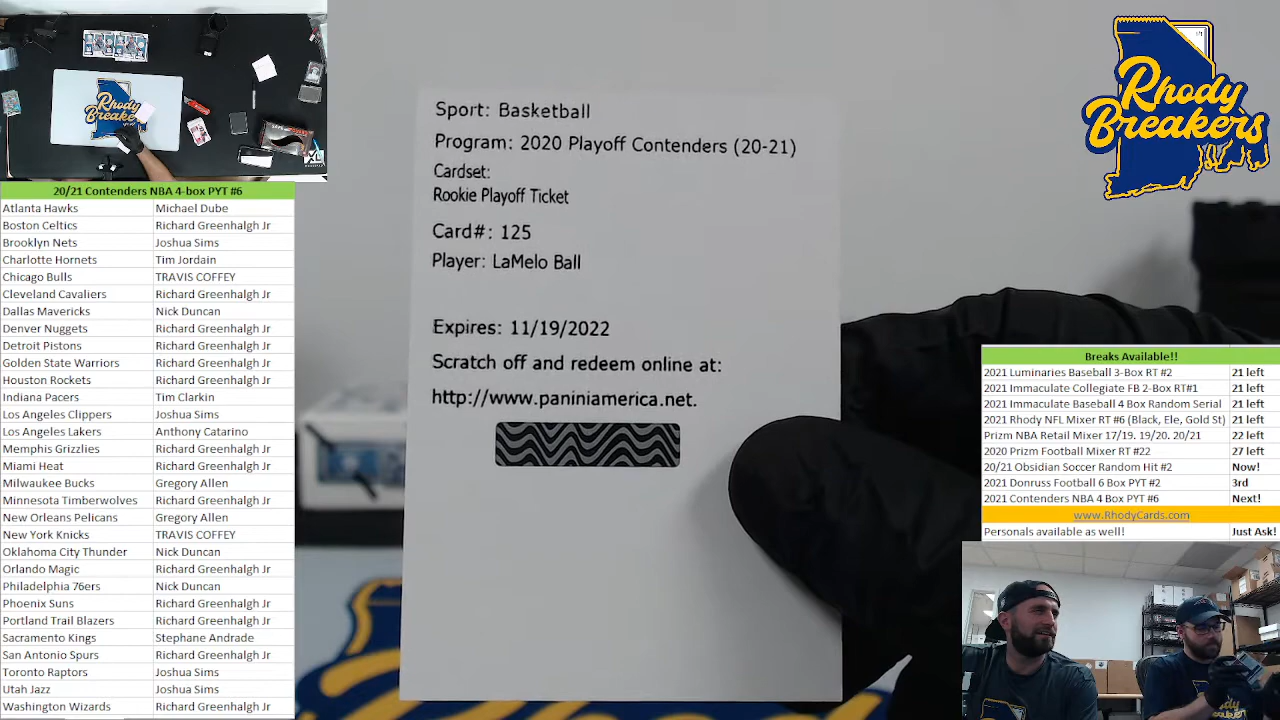 Sport: Basketball
Program: 2020 Playoff Contenders (20-21)
Cardset:
Rookie Playoff Ticket
Card#: 125
Player: LaMelo Ball
Expires: 11/19/2022
Scratch off and redeem online at:
http://www.paniniamerica.net.
Rhody
Breakers
20/21 Contenders NBA 4-box PYT #6
Atlanta Hawks Michael Dube
Boston Celtics Richard Greenhalgh Jr
Brooklyn Nets Joshua Sims
Charlotte Hornets Tim Jordain
Chicago Bulls TRAVIS COFFEY
Cleveland Cavaliers Richard Greenhalgh Jr
Dallas Mavericks Nick Duncan
Denver Nuggets Richard Greenhalgh Jr
Detroit Pistons Richard Greenhalgh Jr
Golden State Warriors Richard Greenhalgh Jr
Houston Rockets Richard Greenhalgh Jr
Indiana Pacers Tim Clarkin
Los Angeles Clippers Joshua Sims
Los Angeles Lakers Anthony Catarino
Memphis Grizzlies Richard Greenhalgh Jr
Miami Heat Richard Greenhalgh Jr
Milwaukee Bucks Gregory Allen
Minnesota Timberwolves Richard Greenhalgh Jr
New Orleans Pelicans Gregory Allen
New York Knicks TRAVIS COFFEY
Oklahoma City Thunder Nick Duncan
Orlando Magic Richard Greenhalgh Jr
Philadelphia 76ers Nick Duncan
Phoenix Suns Richard Greenhalgh Jr
Portland Trail Blazers Richard Greenhalgh Jr
Sacramento Kings Stephane Andrade
San Antonio Spurs Richard Greenhalgh Jr
Toronto Raptors Joshua Sims
Utah Jazz Joshua Sims
Washington Wizards Richard Greenhalgh Jr
Rhody
Breakers
Breaks Available!!
2021 Luminaries Baseball 3-Box RT #2 21 left
2021 Immaculate Collegiate FB 2-Box RT#1 21 left
2021 Immaculate Baseball 4 Box Random Serial 21 left
2021 Rhody NFL Mixer RT #6 (Black, Ele, Gold St) 21 left
Prizm NBA Retail Mixer 17/19. 19/20. 20/21 22 left
2020 Prizm Football Mixer RT #22 27 left
20/21 Obsidian Soccer Random Hit #2 Now!
2021 Donruss Football 6 Box PYT #2 3rd
2021 Contenders NBA 4 Box PYT #6 Next!
www.RhodyCards.com
Personals available as well! Just Ask!
Rhody
XL